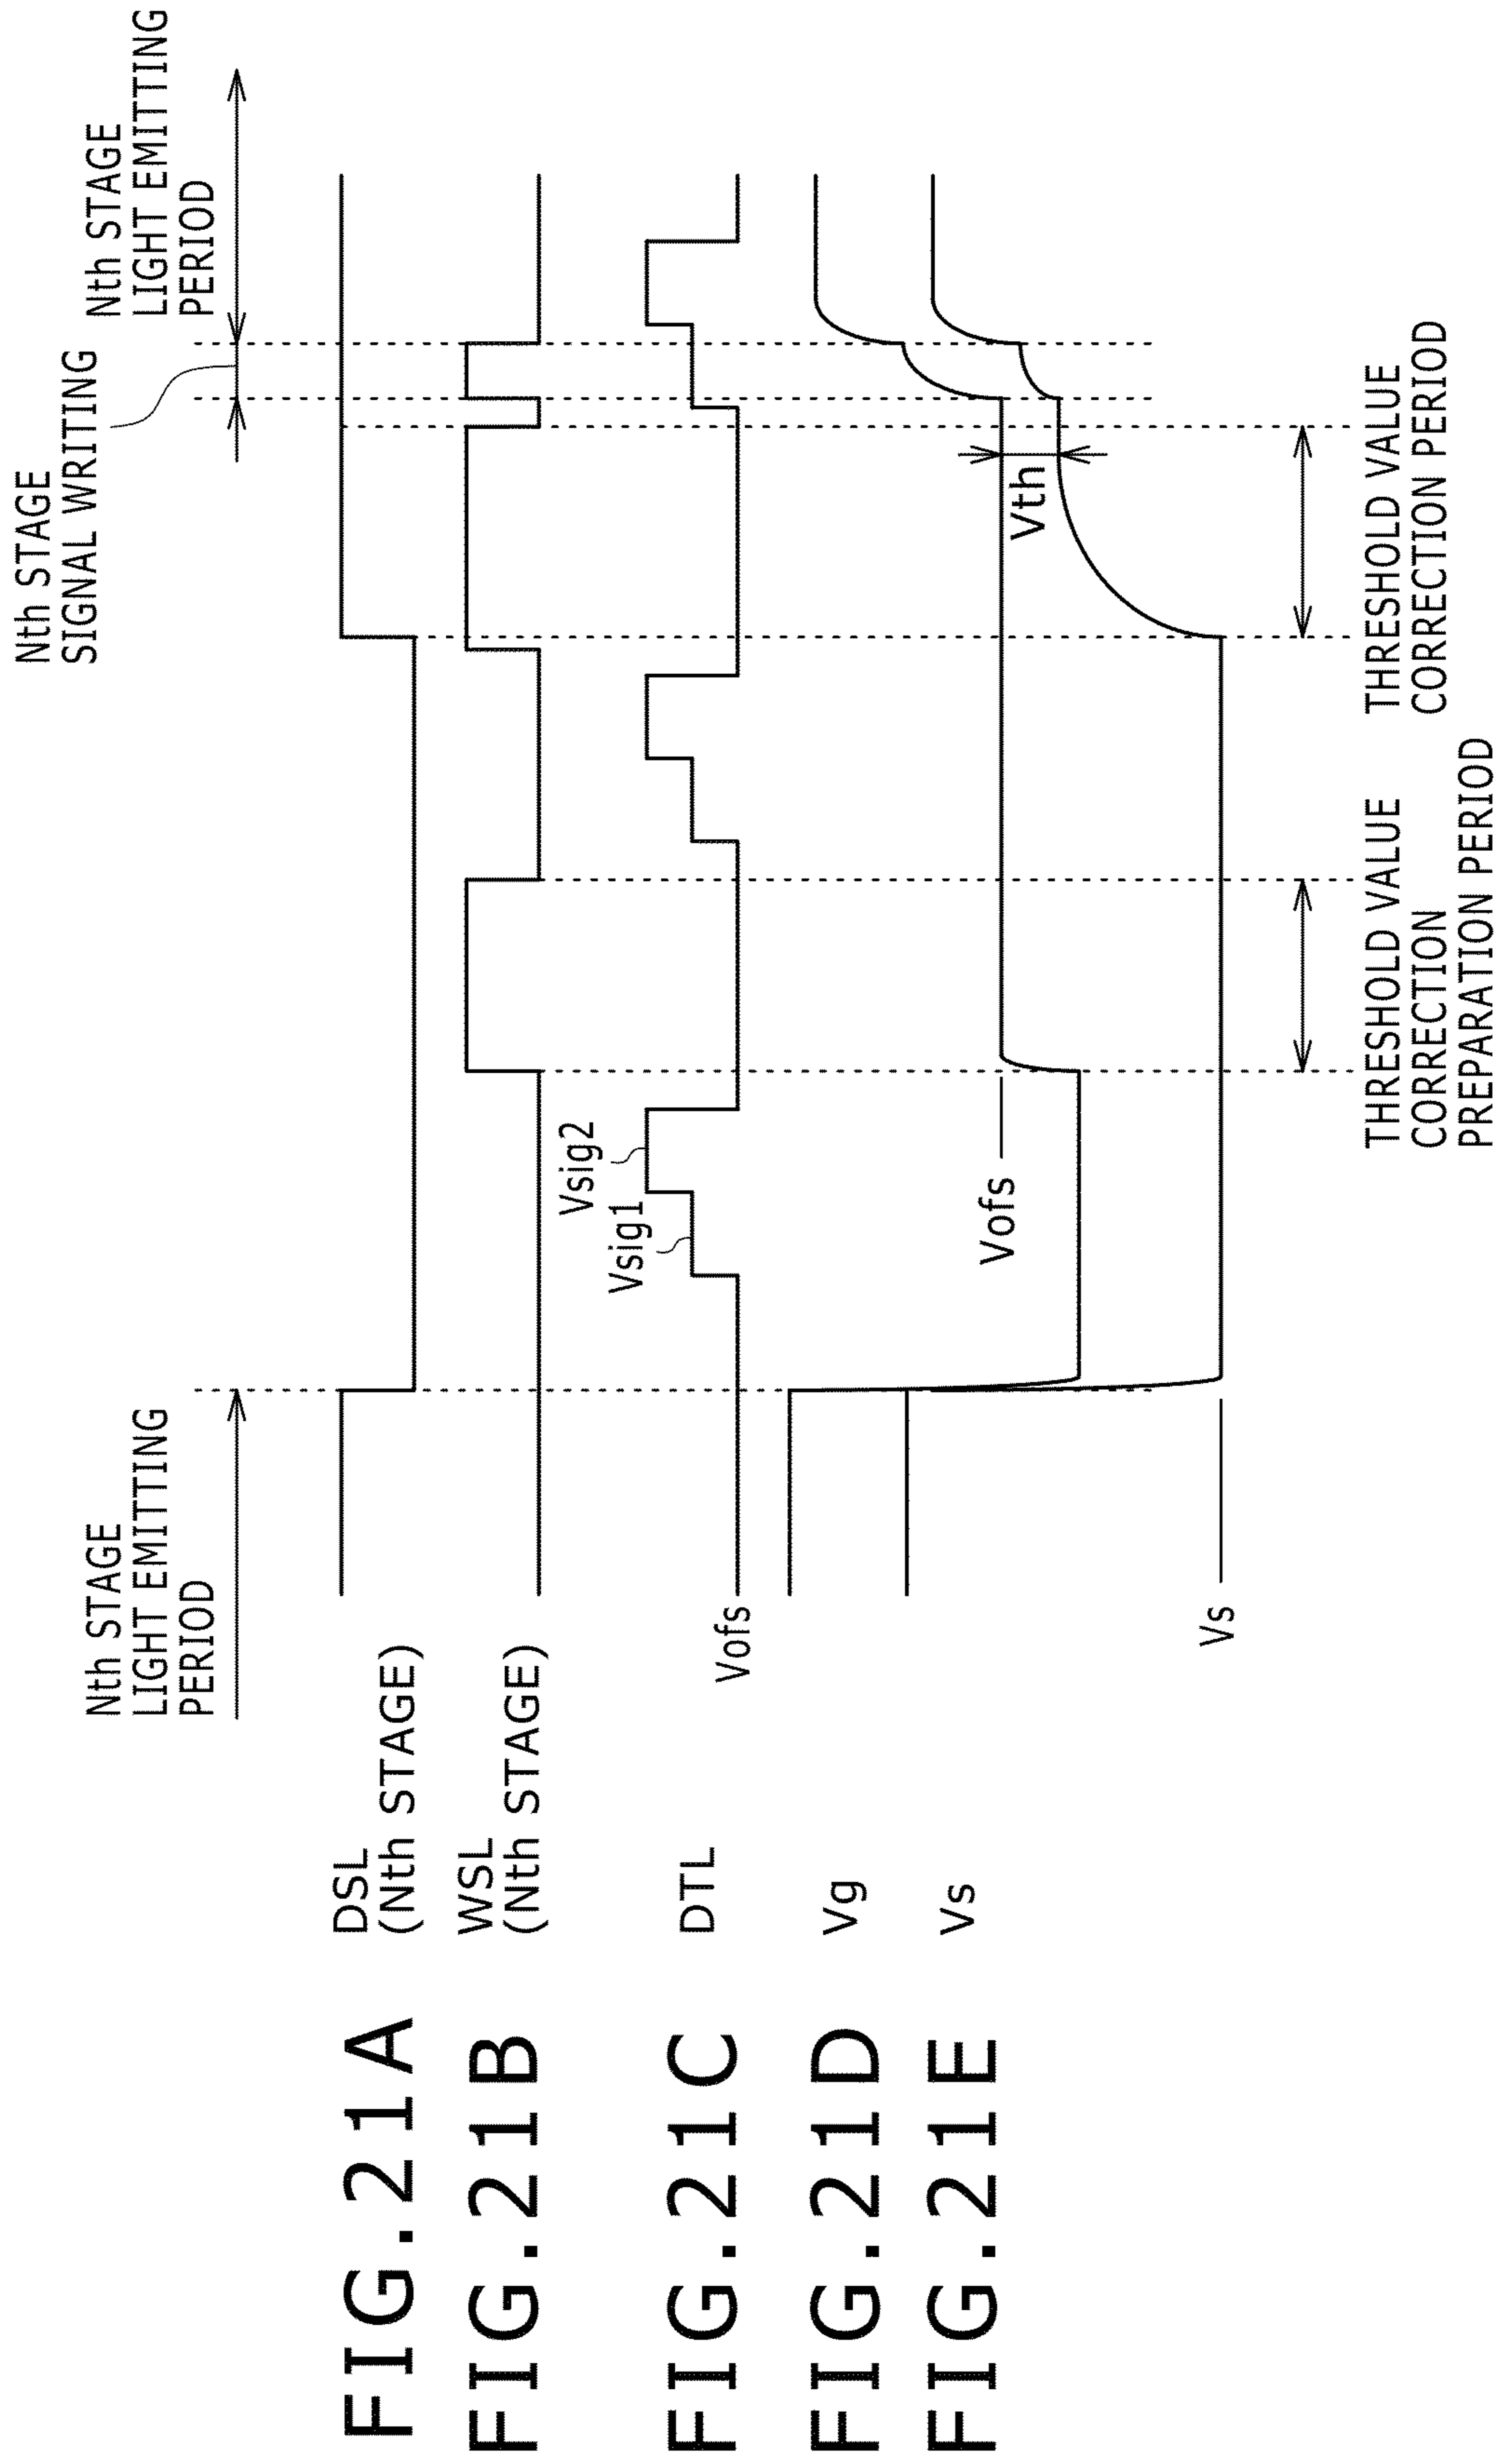 Nth STAGE
LIGHT EMITTING
PERIOD
Nth STAGE
SIGNAL WRITING
Nth STAGE
LIGHT EMITTING
PERIOD
FIG.21A
DSL
(Nth STAGE)
FIG.21B
WSL
(Nth STAGE)
Vsig1
Vsig2
FIG.21C
DTL
Vofs
FIG.21D
Vg
FIG.21E
Vs
Vofs
Vth
Vs
THRESHOLD VALUE
CORRECTION
PREPARATION PERIOD
THRESHOLD VALUE
CORRECTION PERIOD